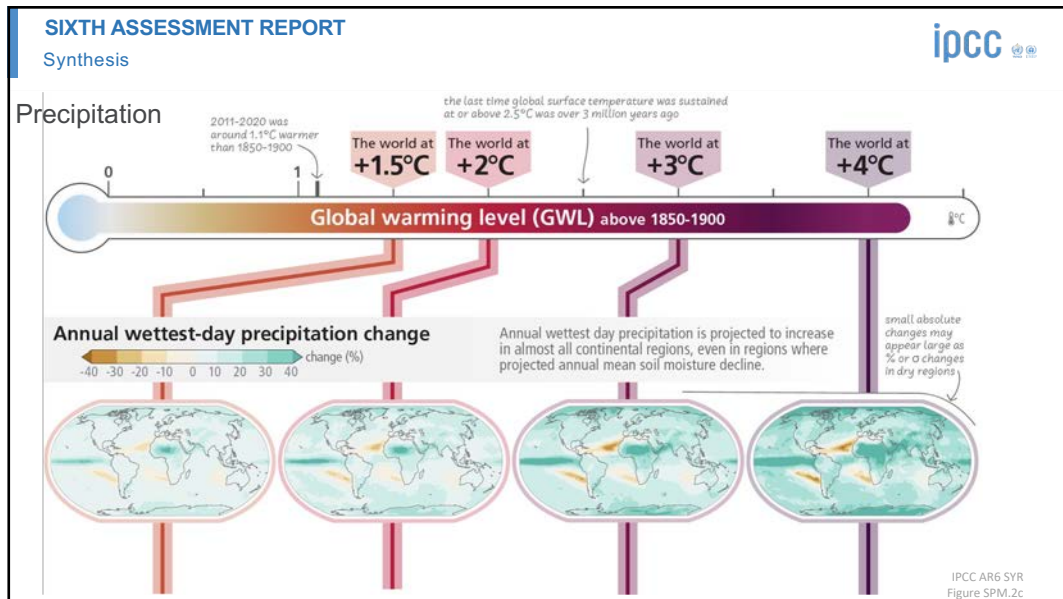 SIXTH ASSESSMENT REPORT
Synthesis
ipcc
Precipitation
2011-2020 was
around 1.1°C warmer
than 1850-1900
the last time global surface temperature was sustained
at or above 2.5°C was over 3 million years ago
The world at
+1.5°C
The world at
+2°C
The world at
+3°C
The world at
+4°C
0
1
Global warming level (GWL) above 1850-1900
°C
Annual wettest-day precipitation change
change (%)
-40 -30 -20 -10 0 10 20 30 40
Annual wettest day precipitation is projected to increase
in almost all continental regions, even in regions where
projected annual mean soil moisture decline.
small absolute
changes may
appear large as
% or σ changes
in dry regions
IPCC AR6 SYR
Figure SPM.2c